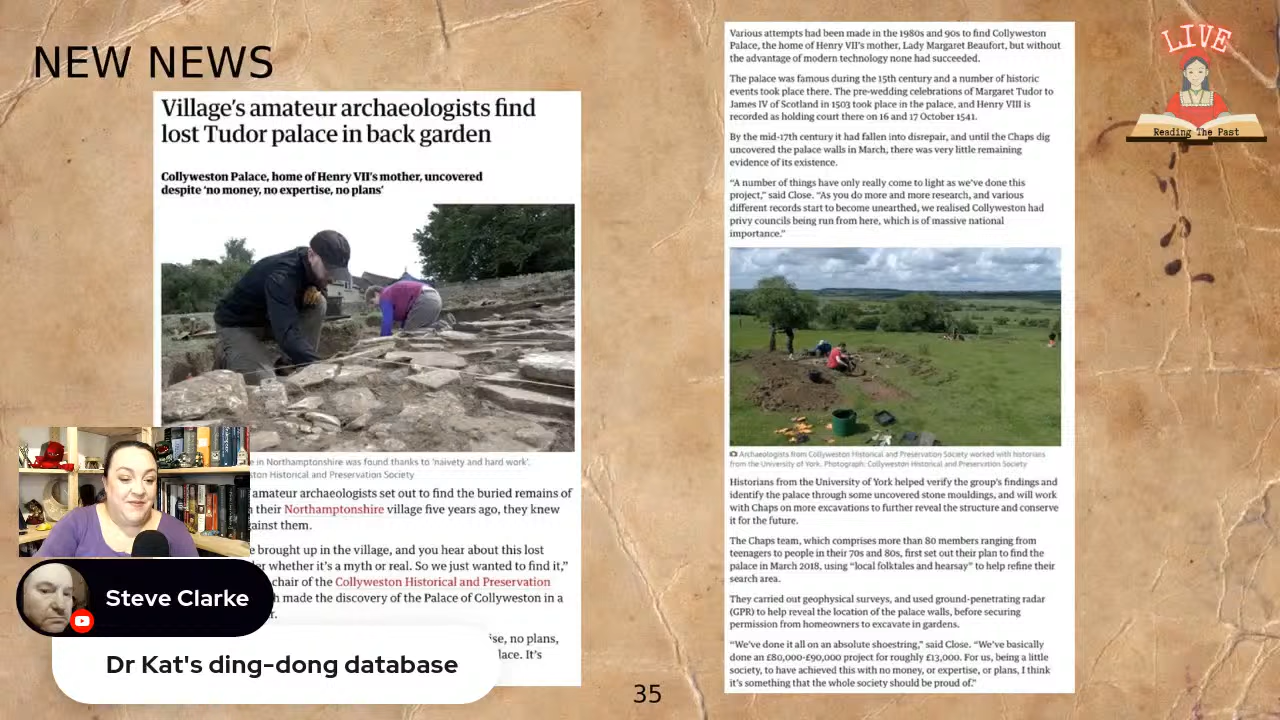 NEW NEWS
Village's amateur archaeologists find
lost Tudor palace in back garden
Collyweston Palace, home of Henry VII's mother, uncovered
despite 'no money, no expertise, no plans'
e in Northamptonshire was found thanks to 'naivety and hard work'.
ston Historical and Preservation Society
amateur archaeologists set out to find the buried remains of
their Northamptonshire village five years ago, they knew
ainst them.
e brought up in the village, and you hear about this lost
er whether it's a myth or real. So we just wanted to find it,"
chair of the Collyweston Historical and Preservation
h made the discovery of the Palace of Collyweston in a
r.
ise, no plans,
lace. It's
Steve Clarke
Dr Kat's ding-dong database
Various attempts had been made in the 1980s and 90s to find Collyweston
Palace, the home of Henry VII's mother, Lady Margaret Beaufort, but without
the advantage of modern technology none had succeeded.
The palace was famous during the 15th century and a number of historic
events took place there. The pre-wedding celebrations of Margaret Tudor to
James IV of Scotland in 1503 took place in the palace, and Henry VIII is
recorded as holding court there on 16 and 17 October 1541.
By the mid-17th century it had fallen into disrepair, and until the Chaps dig
uncovered the palace walls in March, there was very little remaining
evidence of its existence.
"A number of things have only really come to light as we've done this
project," said Close. "As you do more and more research, and various
different records start to become unearthed, we realised Collyweston had
privy councils being run from here, which is of massive national
importance."
Archaeologists from Collyweston Historical and Preservation Society worked with historians
from the University of York. Photograph: Collyweston Historical and Preservation Society
Historians from the University of York helped verify the group's findings and
identify the palace through some uncovered stone mouldings, and will work
with Chaps on more excavations to further reveal the structure and conserve
it for the future.
The Chaps team, which comprises more than 80 members ranging from
teenagers to people in their 70s and 80s, first set out their plan to find the
palace in March 2018, using "local folktales and hearsay" to help refine their
search area.
They carried out geophysical surveys, and used ground-penetrating radar
(GPR) to help reveal the location of the palace walls, before securing
permission from homeowners to excavate in gardens.
"We've done it all on an absolute shoestring," said Close. "We've basically
done an £80,000-£90,000 project for roughly £13,000. For us, being a little
society, to have achieved this with no money, or expertise, or plans, I think
it's something that the whole society should be proud of."
35
LIVE
Reading The Past